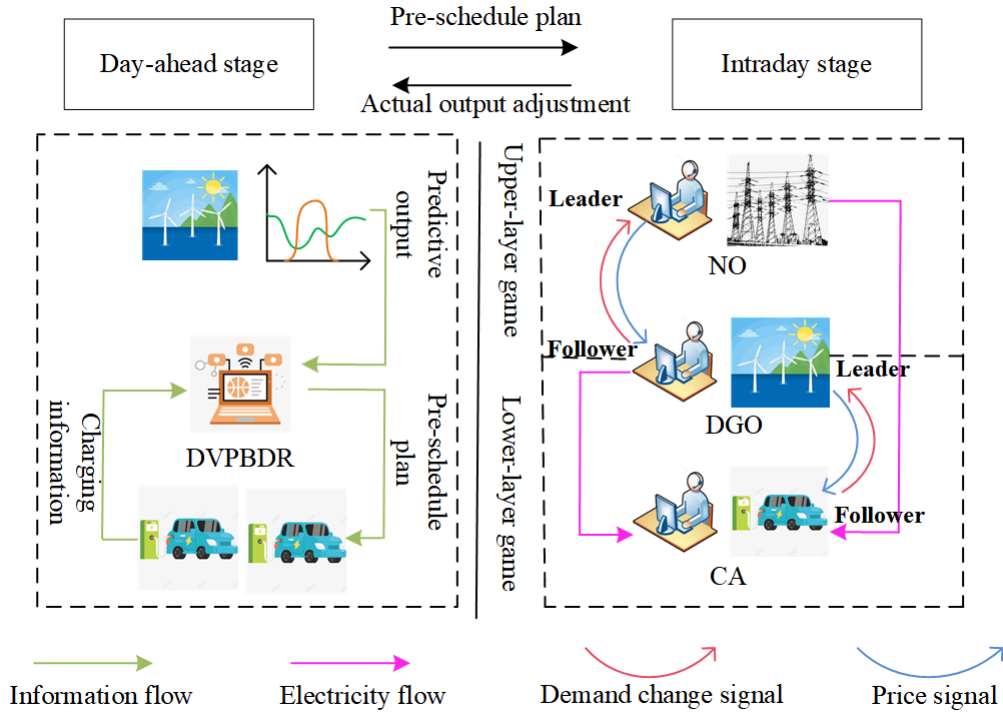 Pre-schedule plan
Day-ahead stage
Intraday stage
Actual output adjustment
Predictive
output
Charging
information
DVPBDR
Pre-schedule
plan
Upper-layer game
Lower-layer game
Leader
NO
Follower
Leader
DGO
Follower
CA
Information flow
Electricity flow
Demand change signal
Price signal